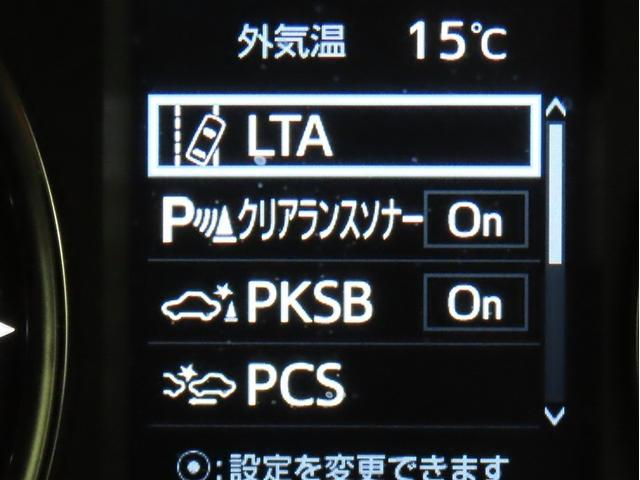 外気温 15℃
LTA
P クリアランスソナー On
PKSB On
PCS
⦿:設定を変更できます